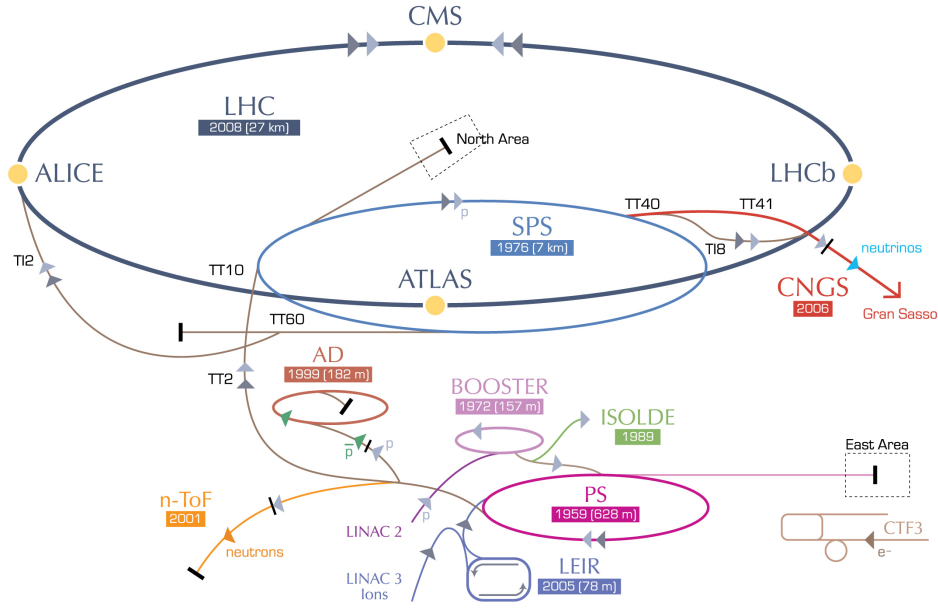 CMS
LHC
2008 (27 km)
North Area
ALICE
LHCb
TT40
TT41
SPS
1976 (7 km)
TI8
neutrinos
TI2
TT10
ATLAS
CNGS
2006
Gran Sasso
p
TT60
AD
1999 (182 m)
TT2
BOOSTER
1972 (157 m)
ISOLDE
1989
p
p
East Area
n-ToF
2001
PS
1959 (628 m)
LINAC 2
p
neutrons
CTF3
e-
LEIR
2005 (78 m)
LINAC 3
Ions